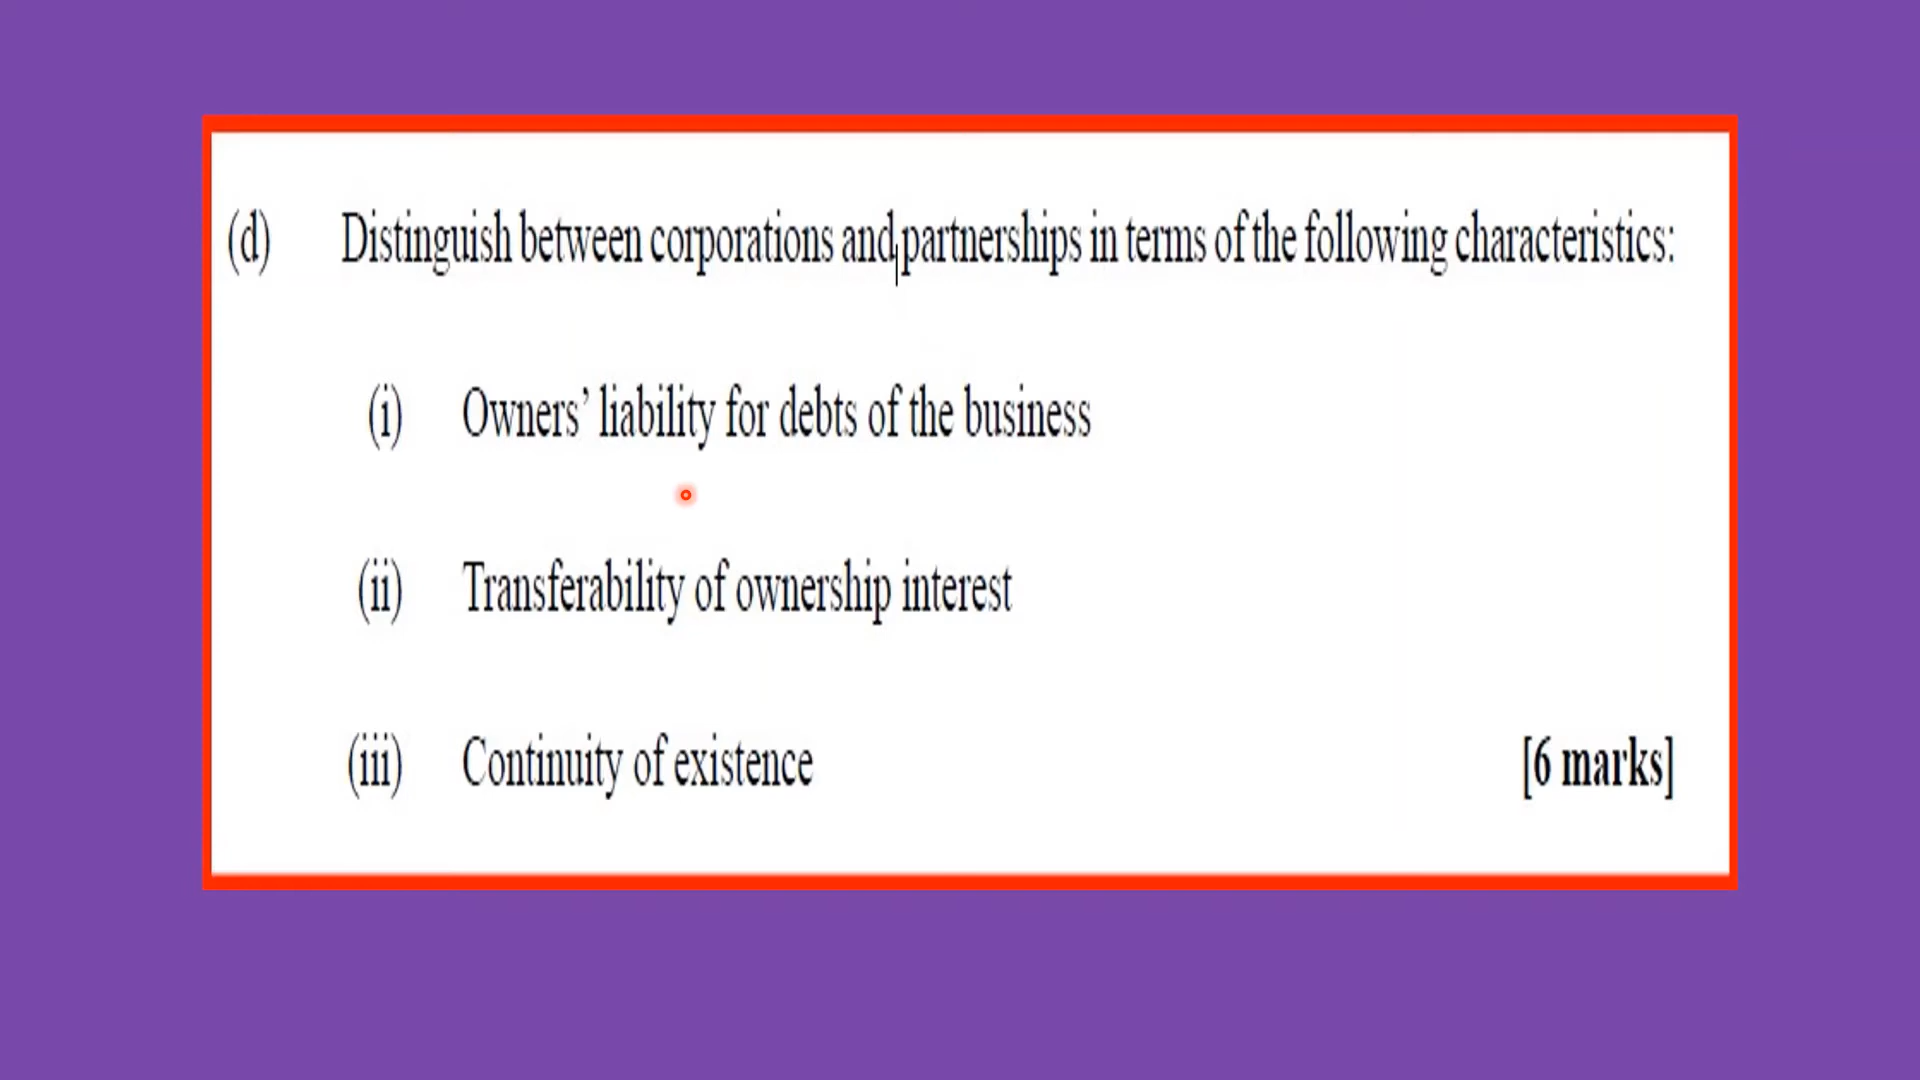 (d) Distinguish between corporations and partnerships in terms of the following characteristics:
(i) Owners’ liability for debts of the business
(ii) Transferability of ownership interest
(iii) Continuity of existence [6 marks]